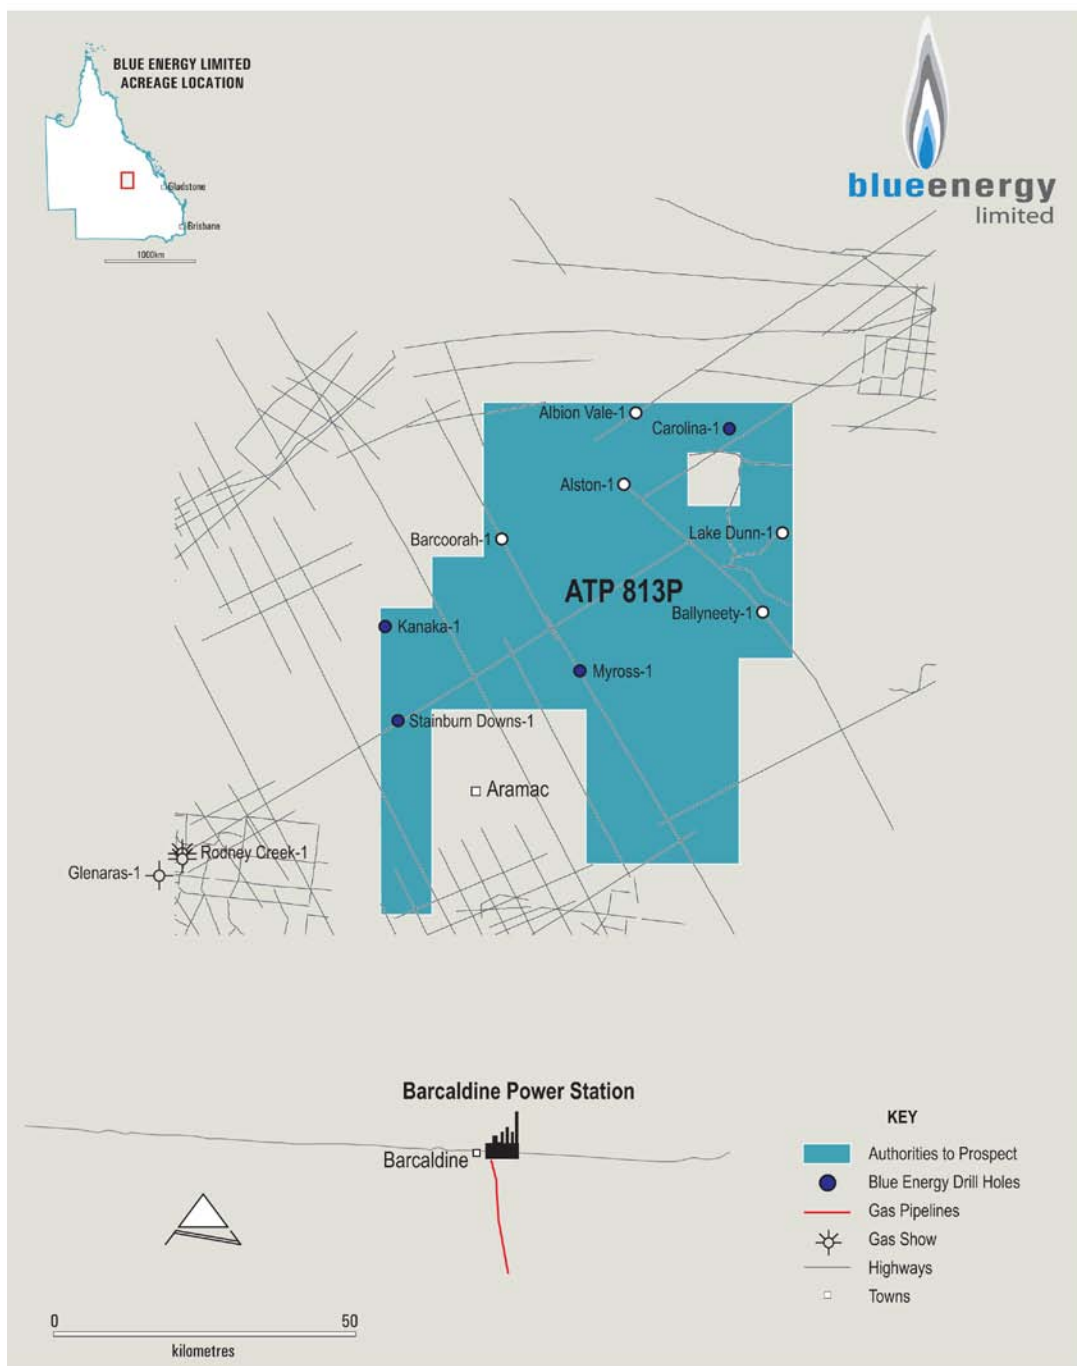 BLUE ENERGY LIMITED
ACREAGE LOCATION
Gladstone
Brisbane
1000km
blueenergy
limited
Albion Vale-1
Carolina-1
Alston-1
Lake Dunn-1
Barcoorah-1
ATP 813P
Ballyneety-1
Kanaka-1
Myross-1
Stainburn Downs-1
Aramac
Rodney Creek-1
Glenaras-1
Barcaldine Power Station
Barcaldine
KEY
Authorities to Prospect
Blue Energy Drill Holes
Gas Pipelines
Gas Show
Highways
Towns
0 50
kilometres